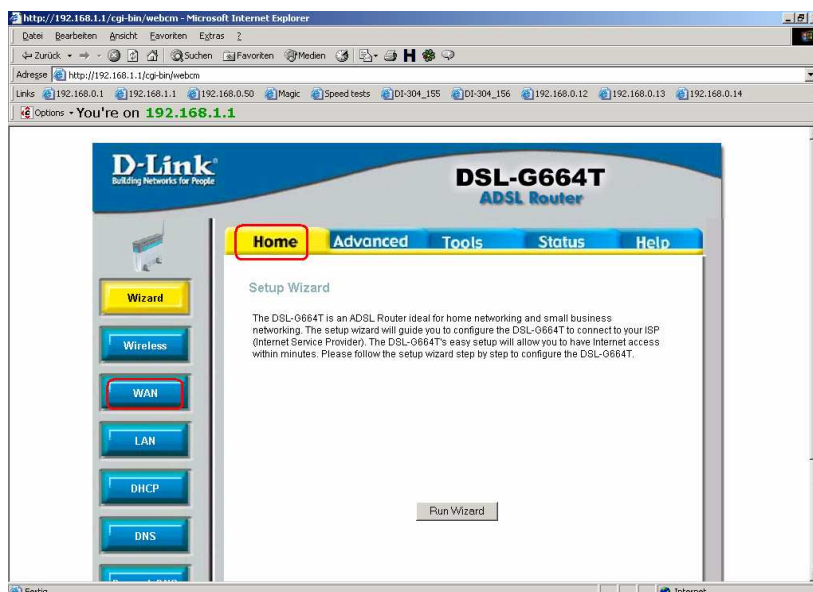 http://192.168.1.1/cgi-bin/webcm - Microsoft Internet Explorer
Datei Bearbeiten Ansicht Favoriten Extras ?
Zurück Suchen Favoriten Medien
Adresse http://192.168.1.1/cgi-bin/webcm
Links 192.168.0.1 192.168.1.1 192.168.0.50 Magic Speed tests DI-304_155 DI-304_156 192.168.0.12 192.168.0.13 192.168.0.14
Options You're on 192.168.1.1
D-Link
Building Networks for People
DSL-G664T
ADSL Router
Home Advanced Tools Status Help
Wizard
Wireless
WAN
LAN
DHCP
DNS
Setup Wizard
The DSL-G664T is an ADSL Router ideal for home networking and small business
networking. The setup wizard will guide you to configure the DSL-G664T to connect to your ISP
(Internet Service Provider). The DSL-G664T's easy setup will allow you to have Internet access
within minutes. Please follow the setup wizard step by step to configure the DSL-G664T.
Run Wizard
Fertig
Internet